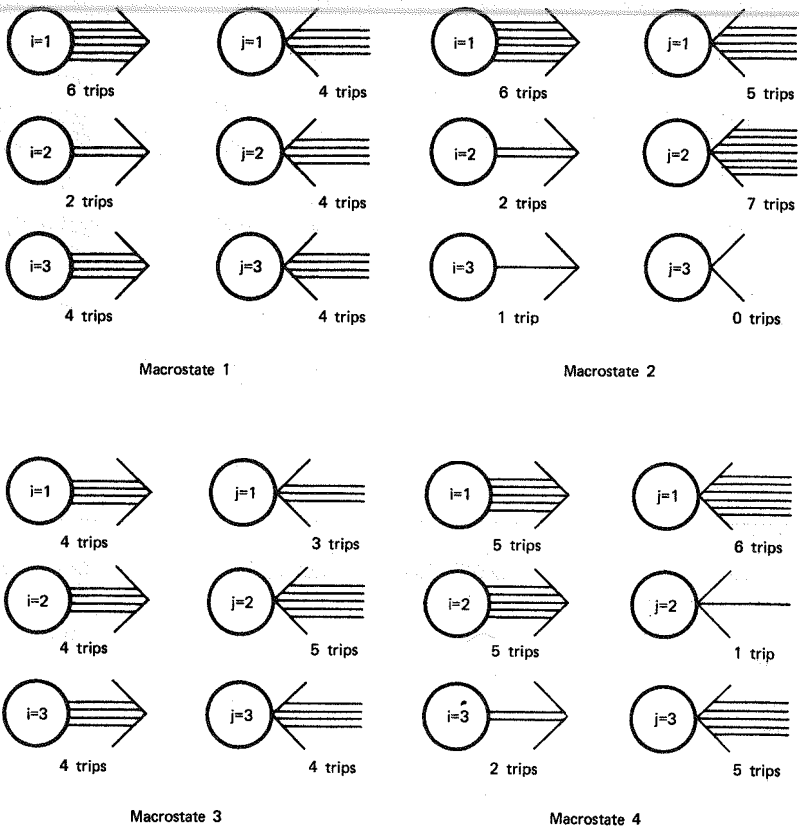 i=1 j=1 i=1 j=1
6 trips 4 trips 6 trips 5 trips
i=2 j=2 i=2 j=2
2 trips 4 trips 2 trips 7 trips
i=3 j=3 i=3 j=3
4 trips 4 trips 1 trip 0 trips
Macrostate 1 Macrostate 2
i=1 j=1 i=1 j=1
4 trips 3 trips 5 trips 6 trips
i=2 j=2 i=2 j=2
4 trips 5 trips 5 trips 1 trip
i=3 j=3 i=3 j=3
4 trips 4 trips 2 trips 5 trips
Macrostate 3 Macrostate 4